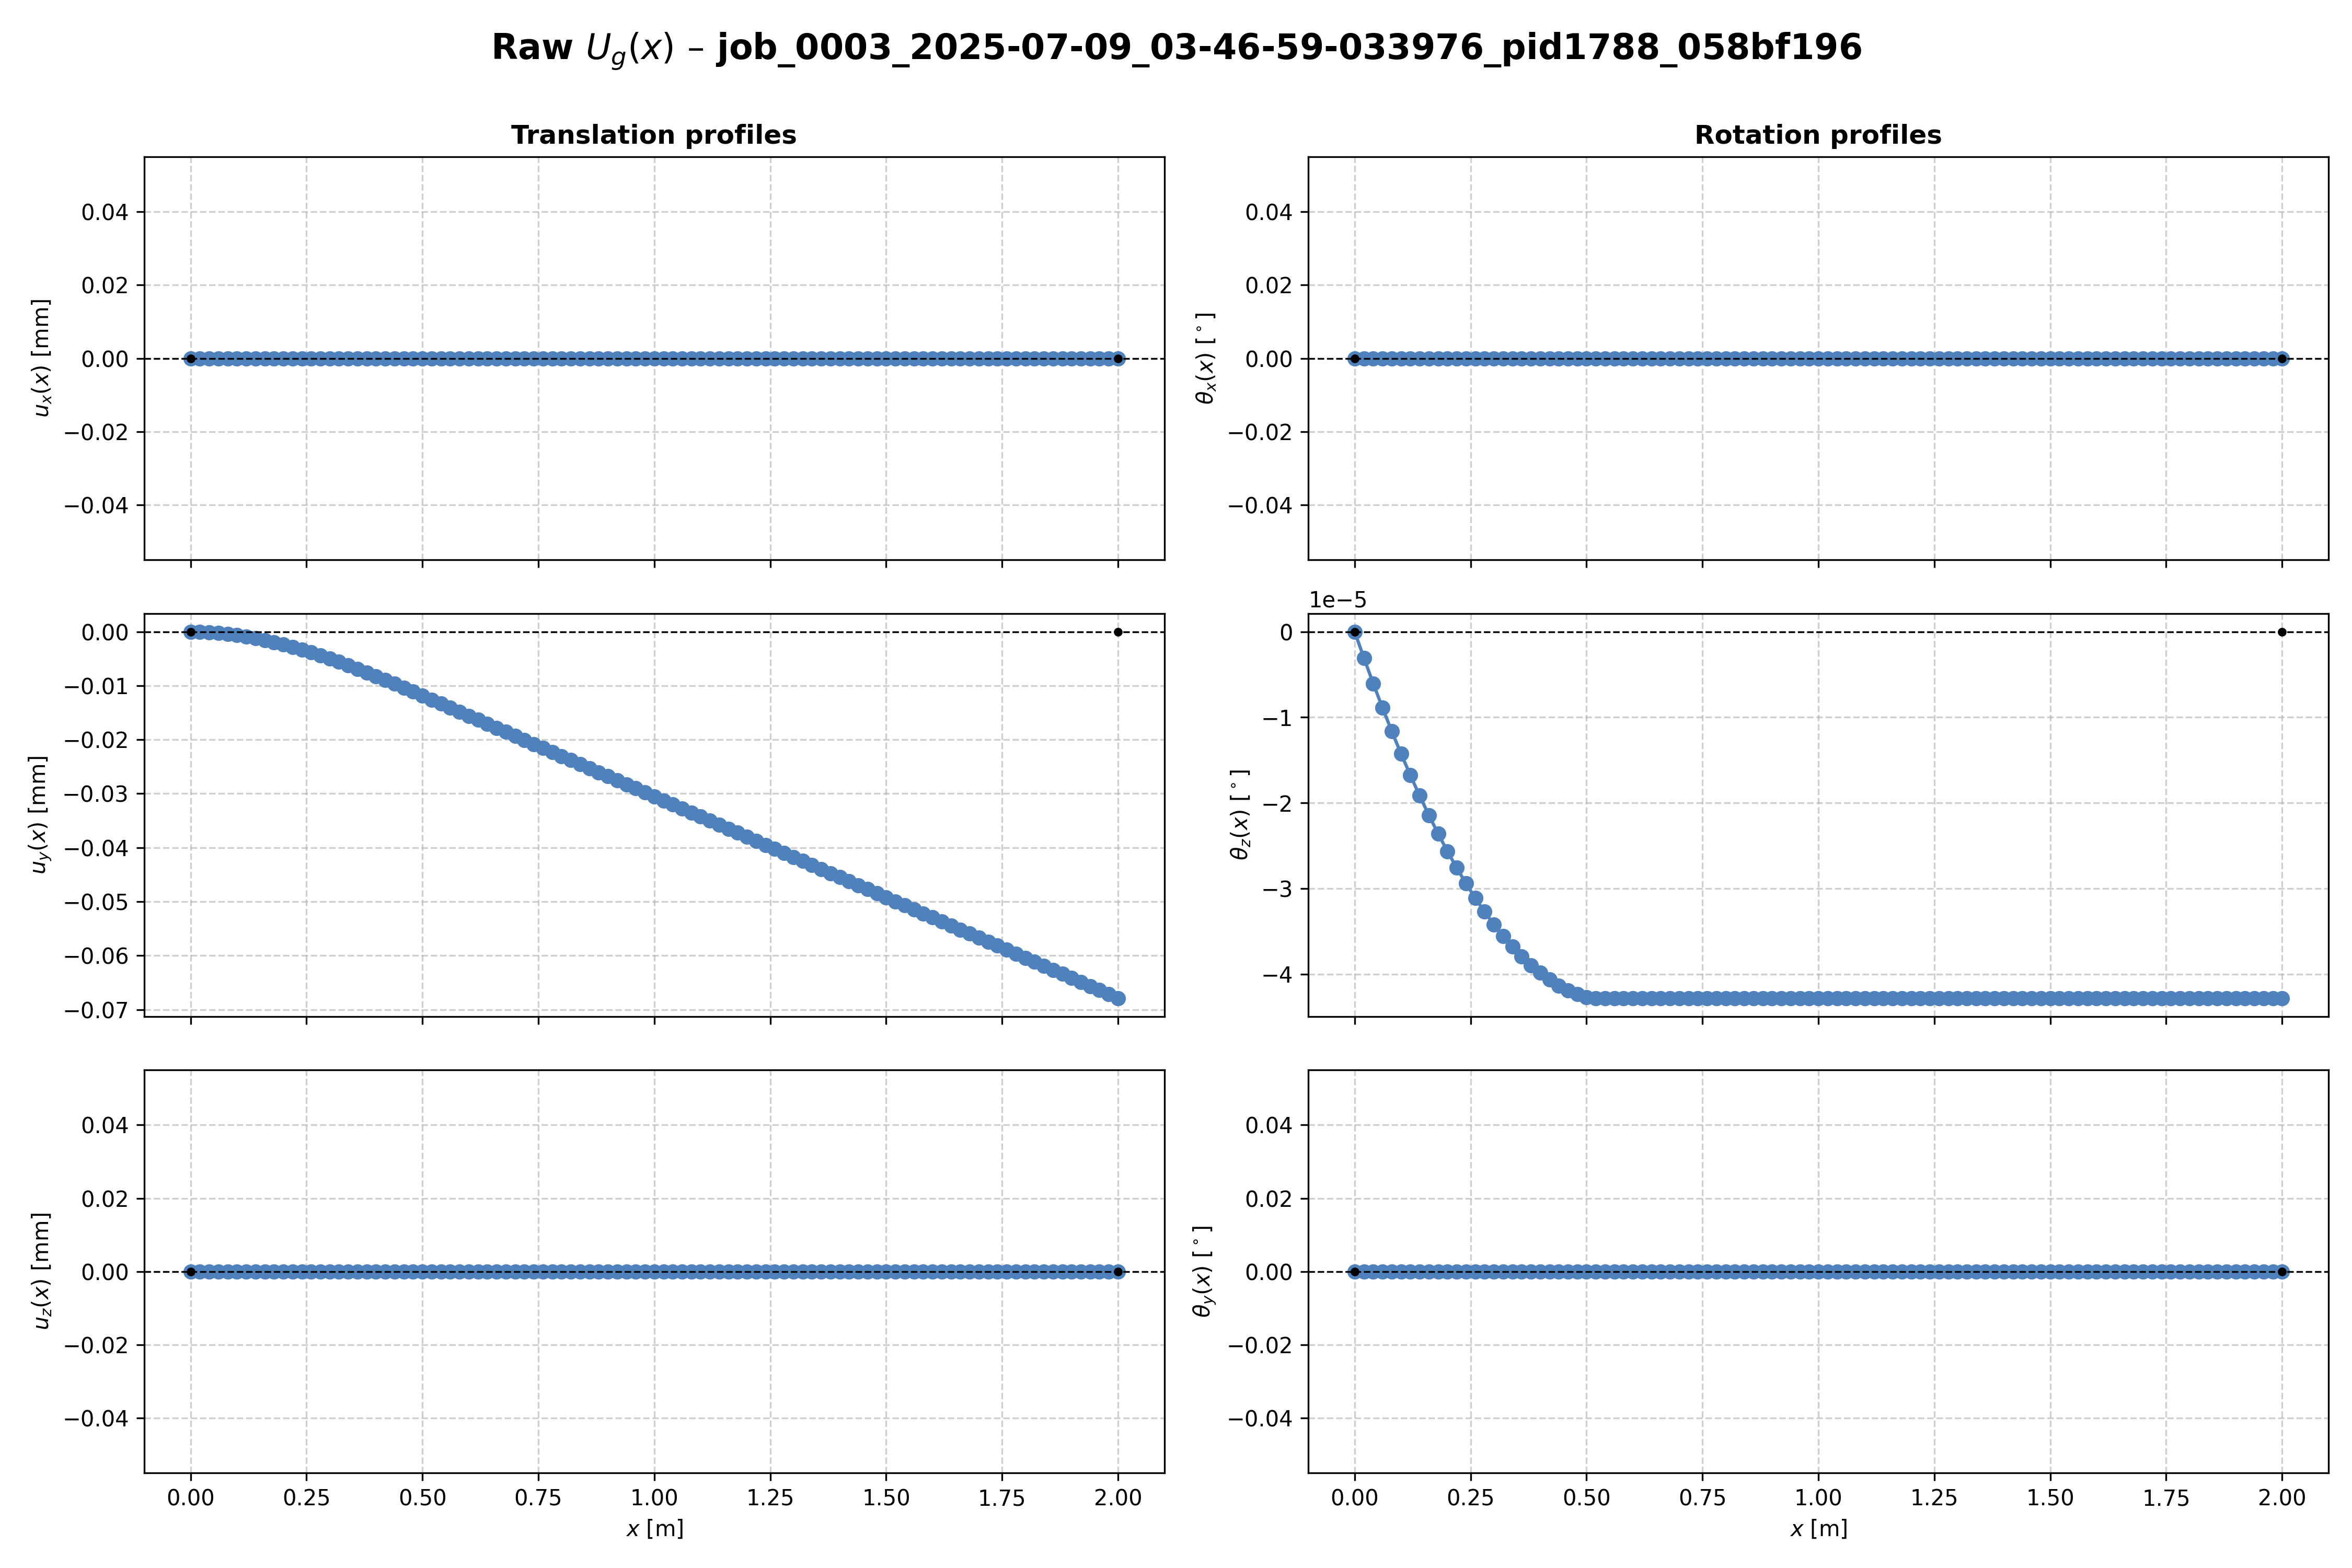 Raw U_g(x) – job_0003_2025-07-09_03-46-59-033976_pid1788_058bf196
Translation profiles
Rotation profiles
0.04
0.02
0.00
−0.02
−0.04
u_x(x) [mm]
0.04
0.02
0.00
−0.02
−0.04
θ_x(x) [°]
0.00
−0.01
−0.02
−0.03
−0.04
−0.05
−0.06
−0.07
u_y(x) [mm]
1e−5
0
−1
−2
−3
−4
θ_z(x) [°]
0.04
0.02
0.00
−0.02
−0.04
u_z(x) [mm]
0.00 0.25 0.50 0.75 1.00 1.25 1.50 1.75 2.00
x [m]
0.04
0.02
0.00
−0.02
−0.04
θ_y(x) [°]
0.00 0.25 0.50 0.75 1.00 1.25 1.50 1.75 2.00
x [m]